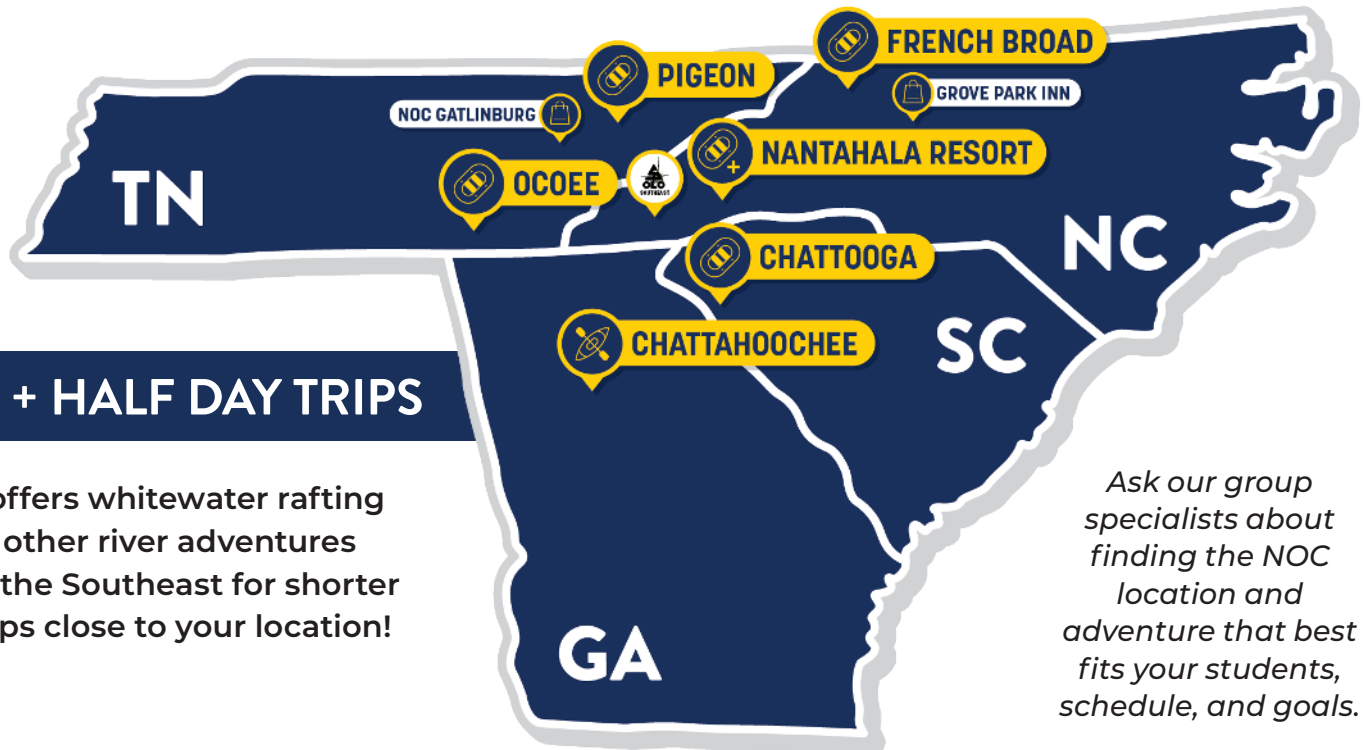 FRENCH BROAD
PIGEON
GROVE PARK INN
NOC GATLINBURG
NANTAHALA RESORT
OCOEE
SOUTHEAST
TN
NC
CHATTOOGA
CHATTAHOOCHEE
SC
+ HALF DAY TRIPS
offers whitewater rafting
other river adventures
the Southeast for shorter
ps close to your location!
GA
Ask our group
specialists about
finding the NOC
location and
adventure that best
fits your students,
schedule, and goals.